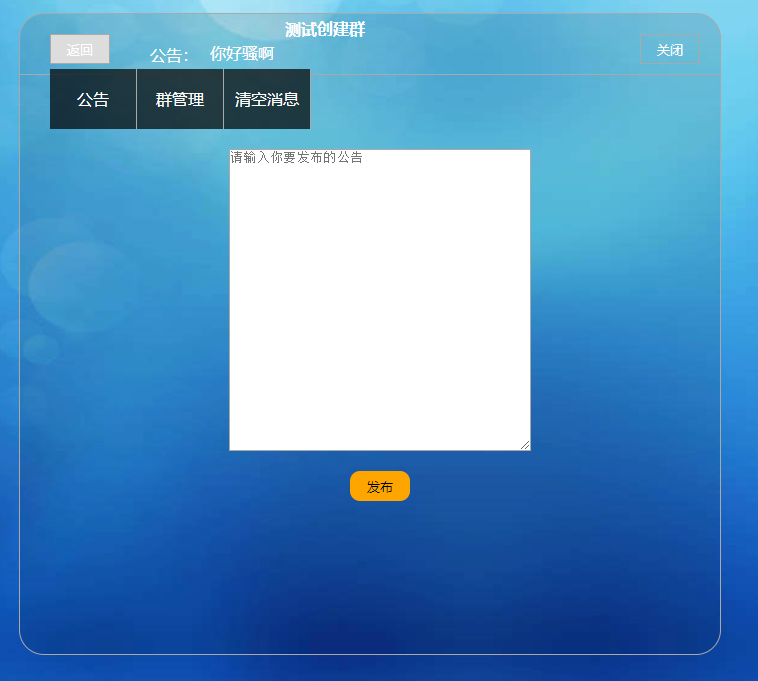 测试创建群
返回
公告： 你好骚啊
关闭
公告 群管理 清空消息
请输入你要发布的公告
发布